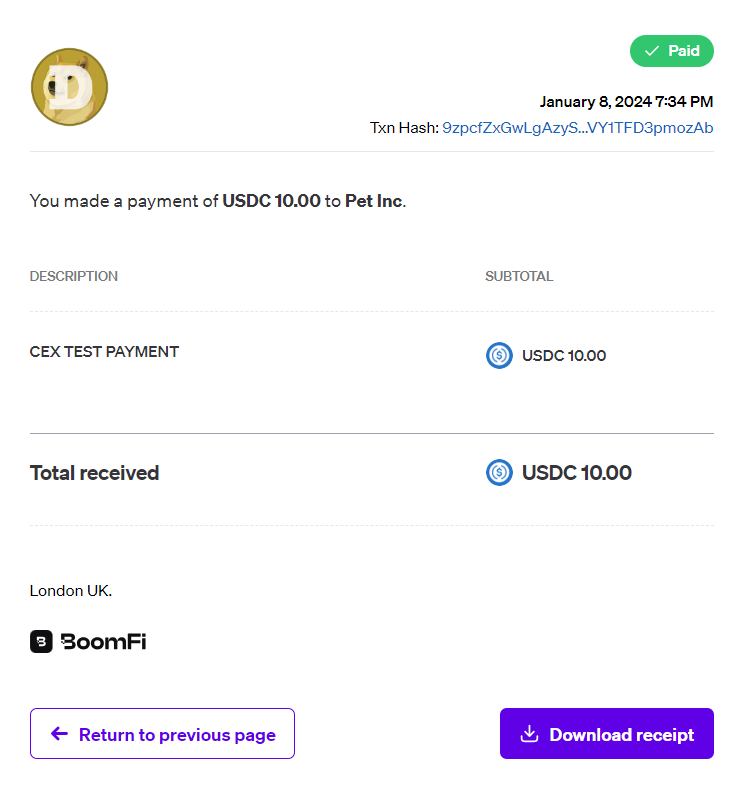 Paid
January 8, 2024 7:34 PM
Txn Hash: 9zpcfZxGwLgAzyS...VY1TFD3pmozAb
You made a payment of USDC 10.00 to Pet Inc.
DESCRIPTION SUBTOTAL
CEX TEST PAYMENT USDC 10.00
Total received USDC 10.00
London UK.
BoomFi
Return to previous page Download receipt